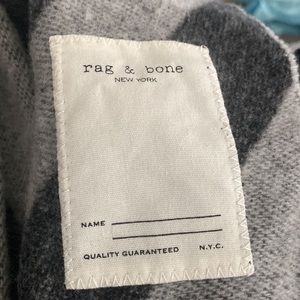 rag & bone
NEW YORK
NAME
QUALITY GUARANTEED N.Y.C.